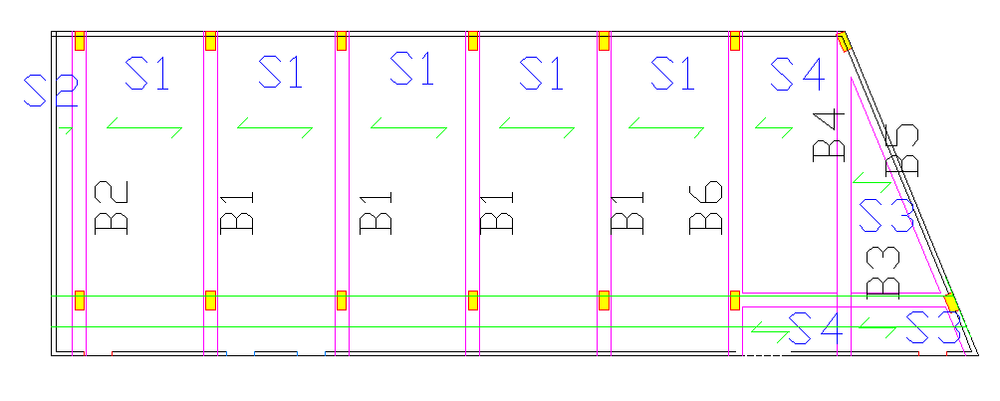 S2 S1 S1 S1 S1 S1 S4
B4 B5
B2 B1 B1 B1 B1 B6 S3
B3
S4 S3